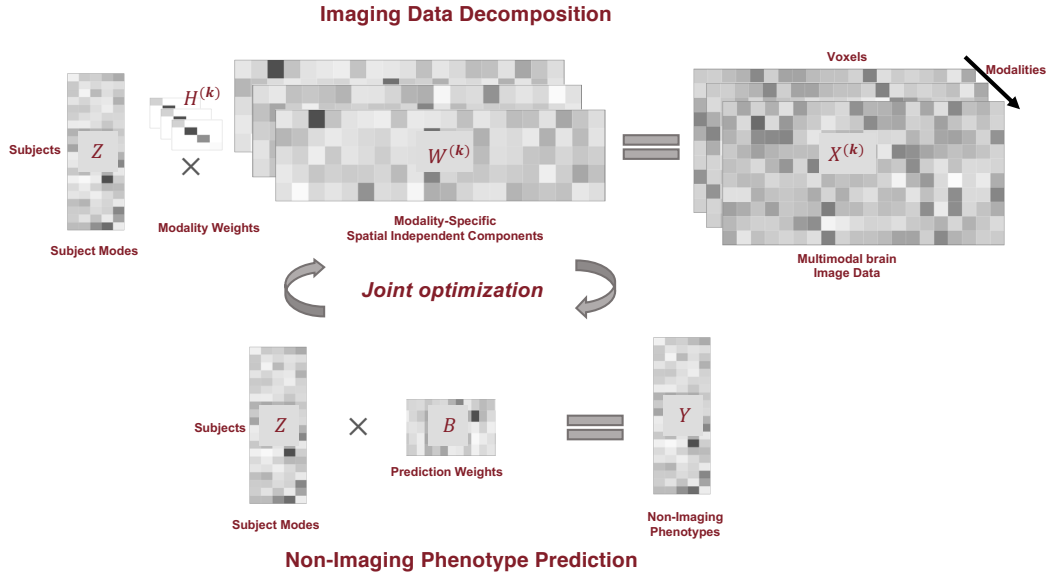 Imaging Data Decomposition
Voxels
Modalities
H^(k)
Subjects
Z
×
W^(k)
X^(k)
Modality Weights
Modality-Specific
Spatial Independent Components
Subject Modes
Multimodal brain
Image Data
Joint optimization
Subjects
Z
×
B
Y
Prediction Weights
Subject Modes
Non-Imaging
Phenotypes
Non-Imaging Phenotype Prediction